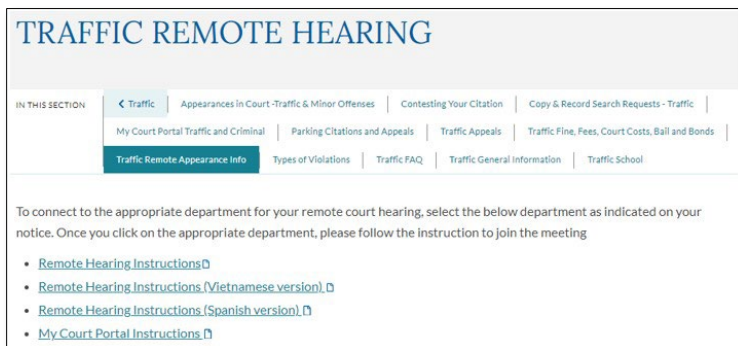 TRAFFIC REMOTE HEARING
IN THIS SECTION
Traffic
Appearances in Court -Traffic & Minor Offenses
Contesting Your Citation
Copy & Record Search Requests - Traffic
My Court Portal Traffic and Criminal
Parking Citations and Appeals
Traffic Appeals
Traffic Fine, Fees, Court Costs, Bail and Bonds
Traffic Remote Appearance Info
Types of Violations
Traffic FAQ
Traffic General Information
Traffic School
To connect to the appropriate department for your remote court hearing, select the below department as indicated on your
notice. Once you click on the appropriate department, please follow the instruction to join the meeting
• Remote Hearing Instructions
• Remote Hearing Instructions (Vietnamese version)
• Remote Hearing Instructions (Spanish version)
• My Court Portal Instructions